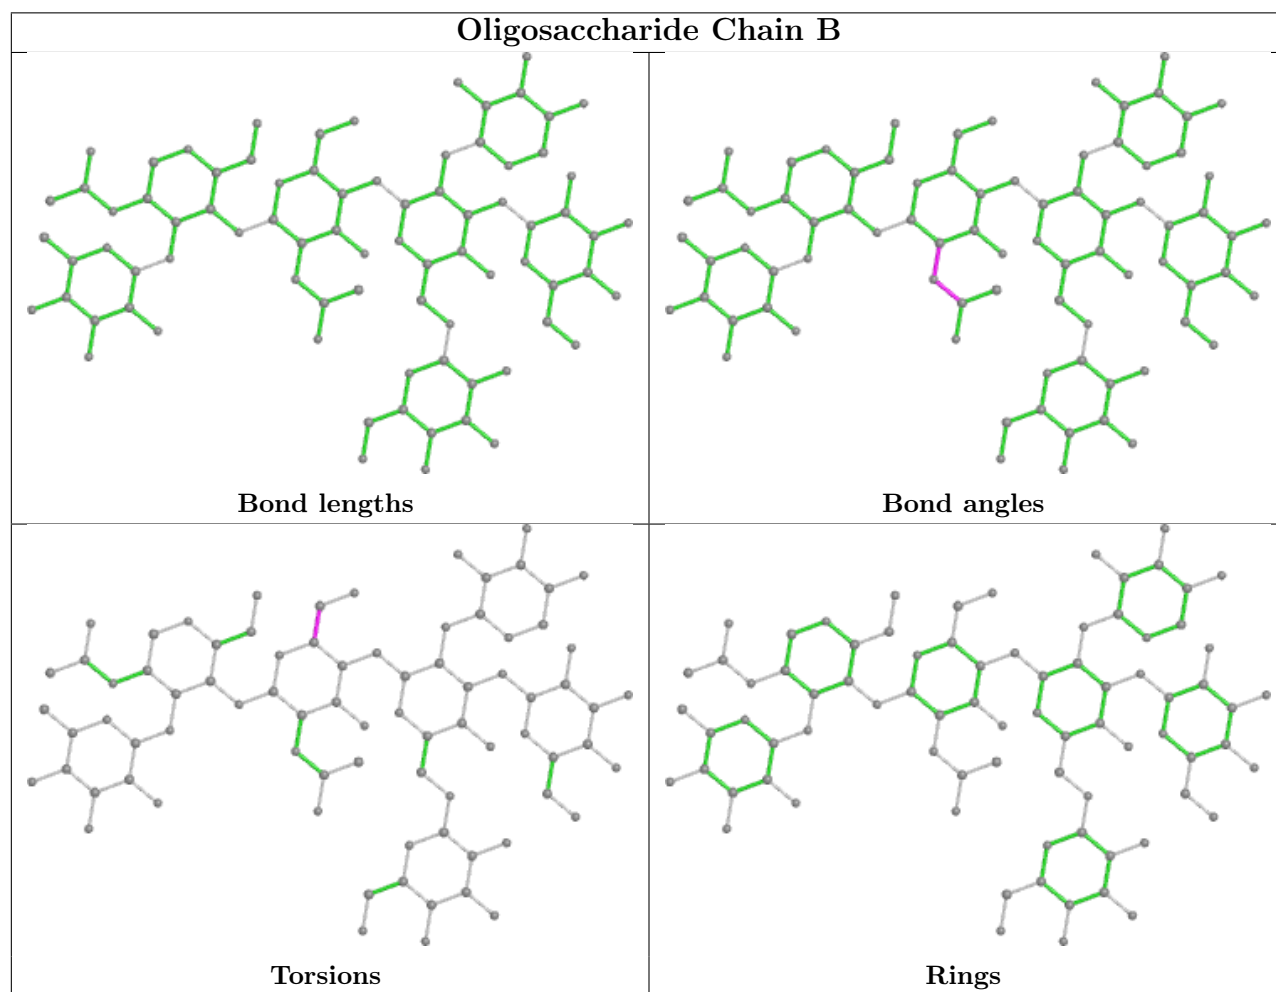 Oligosaccharide Chain B
Bond lengths
Bond angles
Torsions
Rings